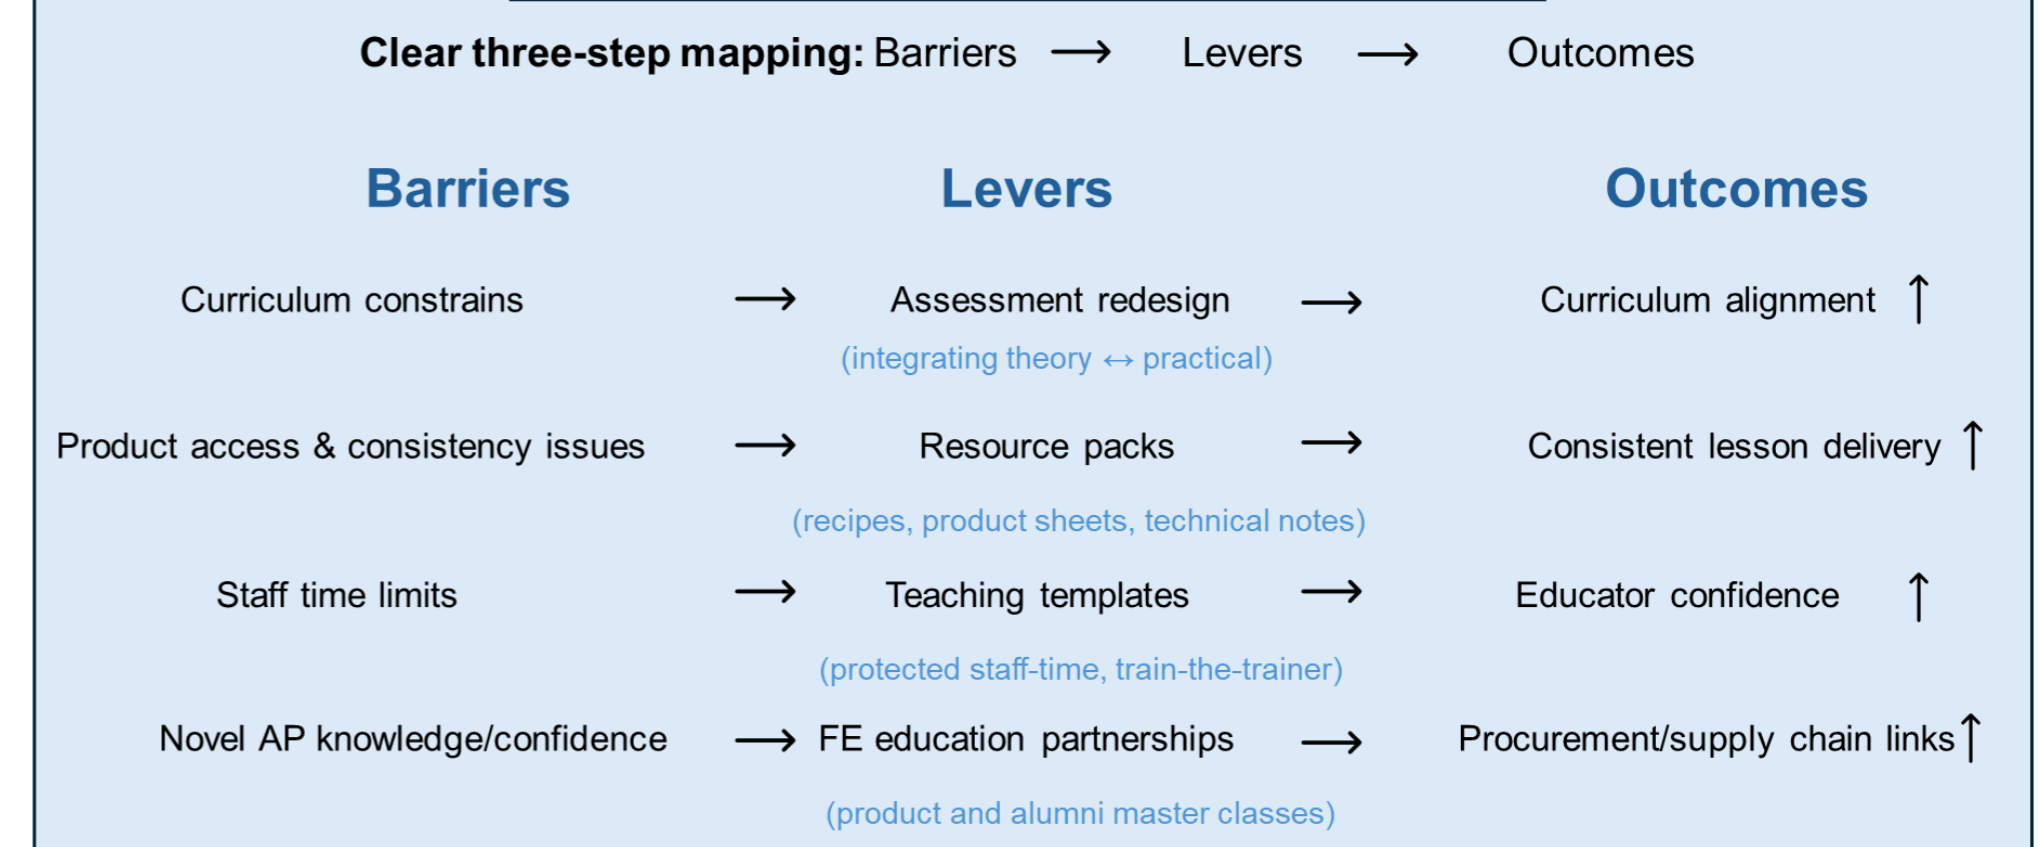 Clear three-step mapping: Barriers → Levers → Outcomes
Barriers Levers Outcomes
Curriculum constrains → Assessment redesign → Curriculum alignment ↑
(integrating theory ↔ practical)
Product access & consistency issues → Resource packs → Consistent lesson delivery ↑
(recipes, product sheets, technical notes)
Staff time limits → Teaching templates → Educator confidence ↑
(protected staff-time, train-the-trainer)
Novel AP knowledge/confidence → FE education partnerships → Procurement/supply chain links ↑
(product and alumni master classes)